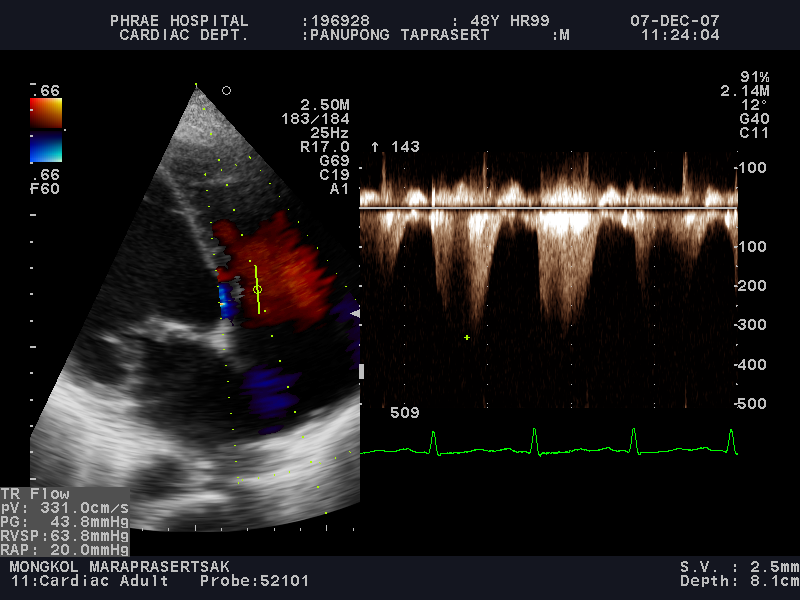 PHRAE HOSPITAL :196928 : 48Y HR99 07-DEC-07
CARDIAC DEPT. :PANUPONG TAPRASERT :M 11:24:04
.66
.66
F60
2.50M
183/184
25Hz
R17.0
G69
C19
A1
91%
2.14M
12°
G40
C11
↑ 143
-100
-100
-200
-300
-400
-500
509
TR Flow
pV: 331.0cm/s
PG: 43.8mmHg
RVSP:63.8mmHg
RAP: 20.0mmHg
MONGKOL MARAPRASERTSAK S.V. : 2.5mm
11:Cardiac Adult Probe:52101 Depth: 8.1cm